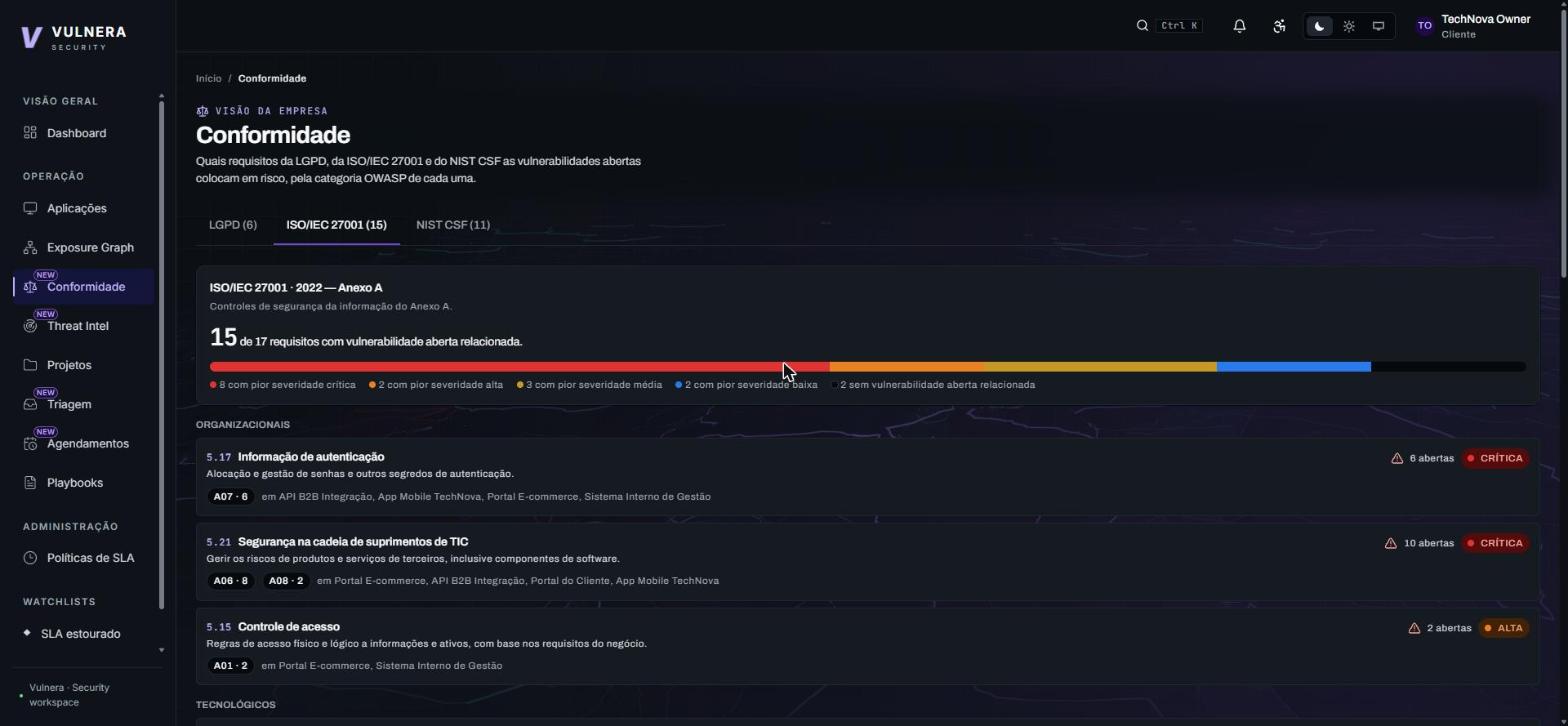 VULNERA
SECURITY
Ctrl K
TO
TechNova Owner
Cliente
VISÃO GERAL
Dashboard
OPERAÇÃO
Aplicações
Exposure Graph
NEW
Conformidade
NEW
Threat Intel
Projetos
NEW
Triagem
NEW
Agendamentos
Playbooks
ADMINISTRAÇÃO
Políticas de SLA
WATCHLISTS
SLA estourado
Vulnera - Security
workspace
Início / Conformidade
VISÃO DA EMPRESA
Conformidade
Quais requisitos da LGPD, da ISO/IEC 27001 e do NIST CSF as vulnerabilidades abertas
colocam em risco, pela categoria OWASP de cada uma.
LGPD (6) ISO/IEC 27001 (15) NIST CSF (11)
ISO/IEC 27001 · 2022 — Anexo A
Controles de segurança da informação do Anexo A.
15 de 17 requisitos com vulnerabilidade aberta relacionada.
8 com pior severidade crítica 2 com pior severidade alta 3 com pior severidade média 2 com pior severidade baixa 2 sem vulnerabilidade aberta relacionada
ORGANIZACIONAIS
5.17 Informação de autenticação
6 abertas CRÍTICA
Alocação e gestão de senhas e outros segredos de autenticação.
A07 · 6 em API B2B Integração, App Mobile TechNova, Portal E-commerce, Sistema Interno de Gestão
5.21 Segurança na cadeia de suprimentos de TIC
10 abertas CRÍTICA
Gerir os riscos de produtos e serviços de terceiros, inclusive componentes de software.
A06 · 8 A08 · 2 em Portal E-commerce, API B2B Integração, Portal do Cliente, App Mobile TechNova
5.15 Controle de acesso
2 abertas ALTA
Regras de acesso físico e lógico a informações e ativos, com base nos requisitos do negócio.
A01 · 2 em Portal E-commerce, Sistema Interno de Gestão
TECNOLÓGICOS